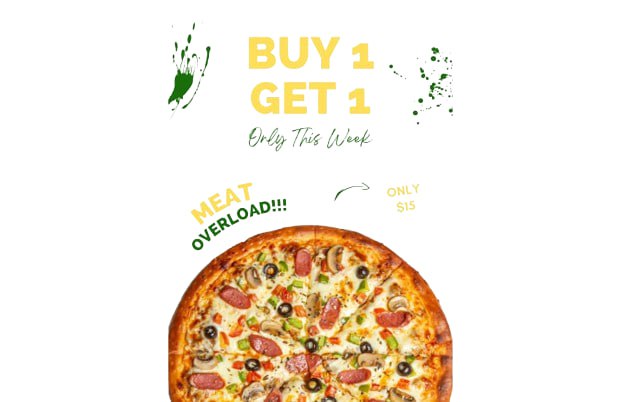 BUY 1
GET 1
Only This Week
MEAT
OVERLOAD!!!
ONLY
$15